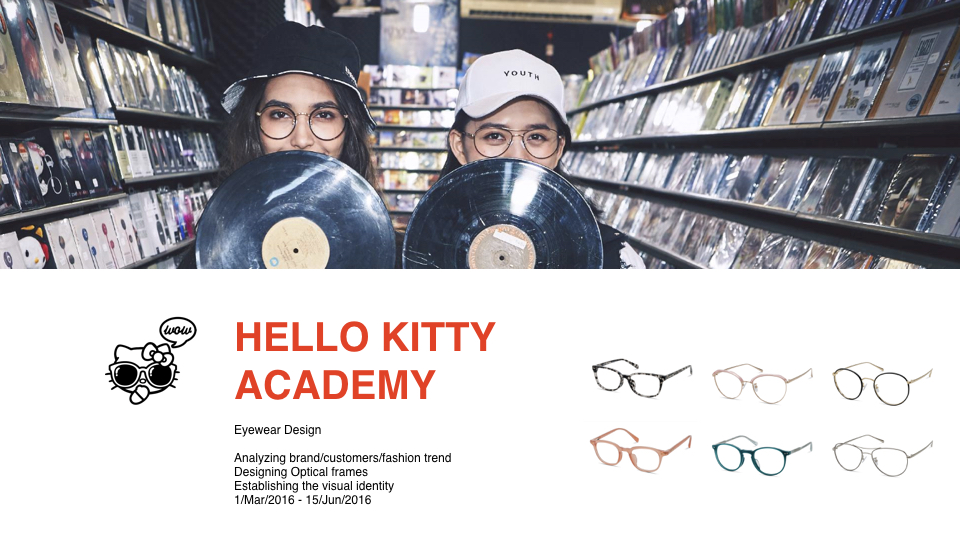 YOUTH
wow
HELLO KITTY
ACADEMY
Eyewear Design
Analyzing brand/customers/fashion trend
Designing Optical frames
Establishing the visual identity
1/Mar/2016 - 15/Jun/2016